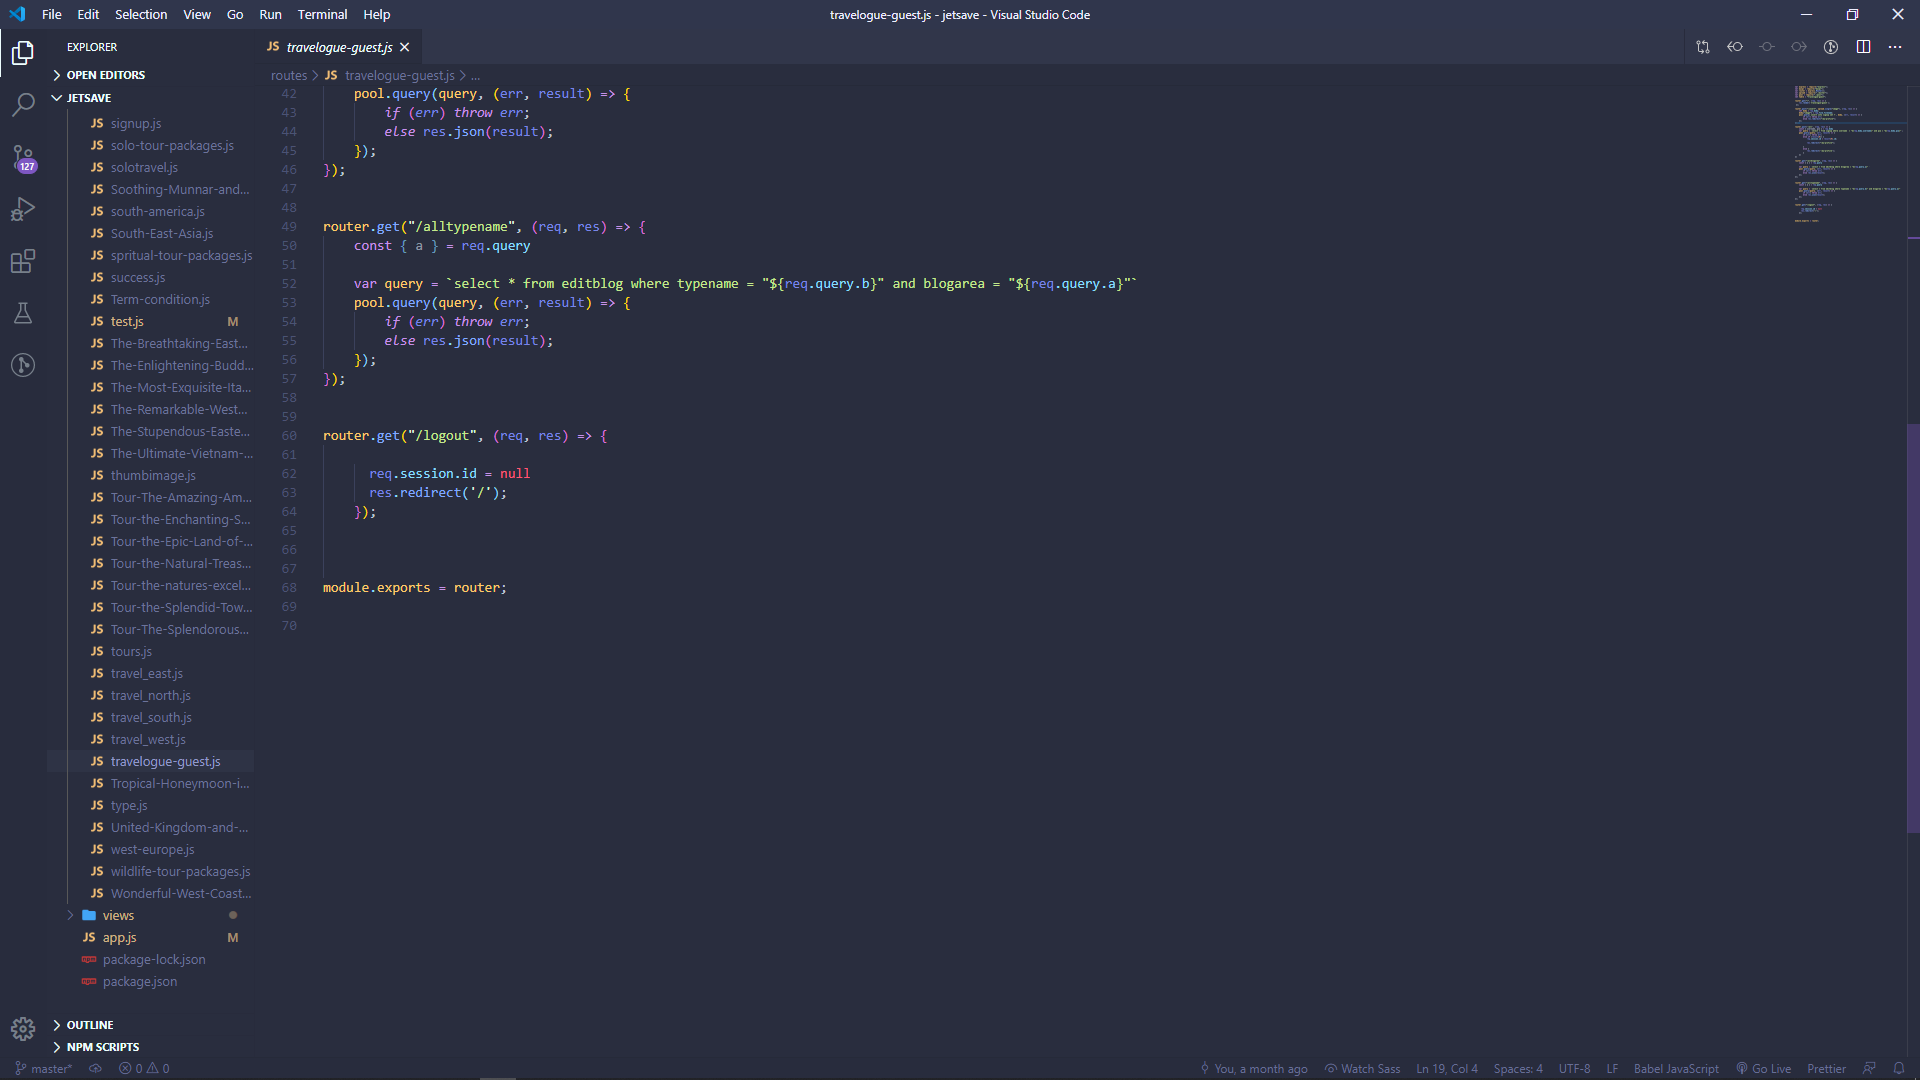 File Edit Selection View Go Run Terminal Help
travelogue-guest.js - jetsave - Visual Studio Code
EXPLORER
OPEN EDITORS
JETSAVE
JS signup.js
JS solo-tour-packages.js
JS solotravel.js
JS Soothing-Munnar-and...
JS south-america.js
JS South-East-Asia.js
JS spritual-tour-packages.js
JS success.js
JS Term-condition.js
JS test.js M
JS The-Breathtaking-East...
JS The-Enlightening-Budd...
JS The-Most-Exquisite-Ita...
JS The-Remarkable-West...
JS The-Stupendous-Easte...
JS The-Ultimate-Vietnam-...
JS thumbimage.js
JS Tour-The-Amazing-Am...
JS Tour-the-Enchanting-S...
JS Tour-the-Epic-Land-of-...
JS Tour-the-Natural-Treas...
JS Tour-the-natures-excel...
JS Tour-the-Splendid-Tow...
JS Tour-The-Splendorous...
JS tours.js
JS travel_east.js
JS travel_north.js
JS travel_south.js
JS travel_west.js
JS travelogue-guest.js
JS Tropical-Honeymoon-i...
JS type.js
JS United-Kingdom-and-...
JS west-europe.js
JS wildlife-tour-packages.js
JS Wonderful-West-Coast...
views
JS app.js M
package-lock.json
package.json
OUTLINE
NPM SCRIPTS
127
JS travelogue-guest.js
routes > JS travelogue-guest.js > ...
42 pool.query(query, (err, result) => {
43 if (err) throw err;
44 else res.json(result);
45 });
46 });
47
48
49 router.get("/alltypename", (req, res) => {
50 const { a } = req.query
51
52 var query = `select * from editblog where typename = "${req.query.b}" and blogarea = "${req.query.a}"`
53 pool.query(query, (err, result) => {
54 if (err) throw err;
55 else res.json(result);
56 });
57 });
58
59
60 router.get("/logout", (req, res) => {
61
62 req.session.id = null
63 res.redirect('/');
64 });
65
66
67
68 module.exports = router;
69
70
master* 0 0
You, a month ago Watch Sass Ln 19, Col 4 Spaces: 4 UTF-8 LF Babel JavaScript Go Live Prettier